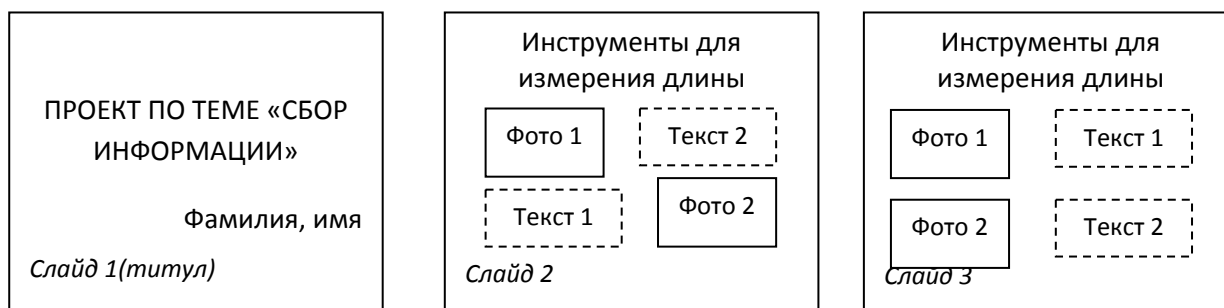 ПРОЕКТ ПО ТЕМЕ «СБОР
ИНФОРМАЦИИ»
Фамилия, имя
Слайд 1(титул)
Инструменты для
измерения длины
Фото 1
Текст 2
Текст 1
Фото 2
Слайд 2
Инструменты для
измерения длины
Фото 1
Текст 1
Фото 2
Текст 2
Слайд 3